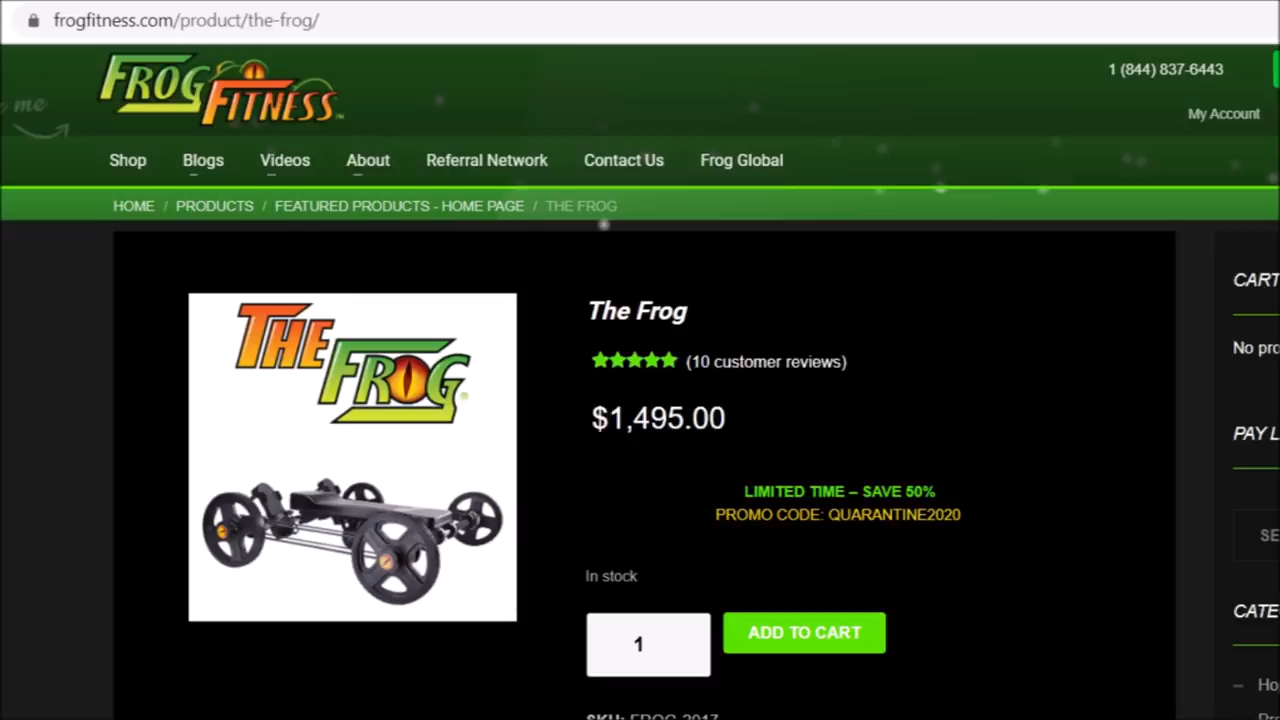 frogfitness.com/product/the-frog/
FROG FITNESS
me
1 (844) 837-6443
My Account
Shop Blogs Videos About Referral Network Contact Us Frog Global
HOME / PRODUCTS / FEATURED PRODUCTS - HOME PAGE / THE FROG
THE FROG
The Frog
(10 customer reviews)
$1,495.00
LIMITED TIME – SAVE 50%
PROMO CODE: QUARANTINE2020
In stock
1 ADD TO CART
SKU: FROG-2017
CART
No pro
PAY L
SE
CATE
Ho